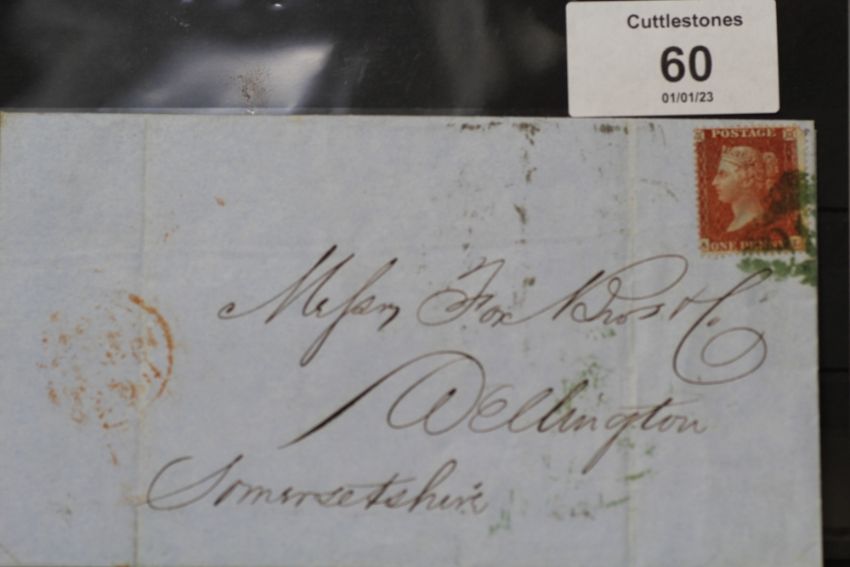 Cuttlestones
60
01/01/23
POSTAGE
ONE PENNY
Messrs Fox Bros & Co.
Wellington
Somersetshire